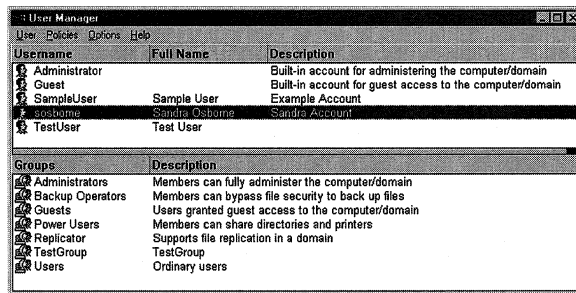 User Manager
User Policies Options Help
Username Full Name Description
Administrator Built-in account for administering the computer/domain
Guest Built-in account for guest access to the computer/domain
SampleUser Sample User Example Account
sosborne Sandra Osborne Sandra Account
TestUser Test User
Groups Description
Administrators Members can fully administer the computer/domain
Backup Operators Members can bypass file security to back up files
Guests Users granted guest access to the computer/domain
Power Users Members can share directories and printers
Replicator Supports file replication in a domain
TestGroup TestGroup
Users Ordinary users